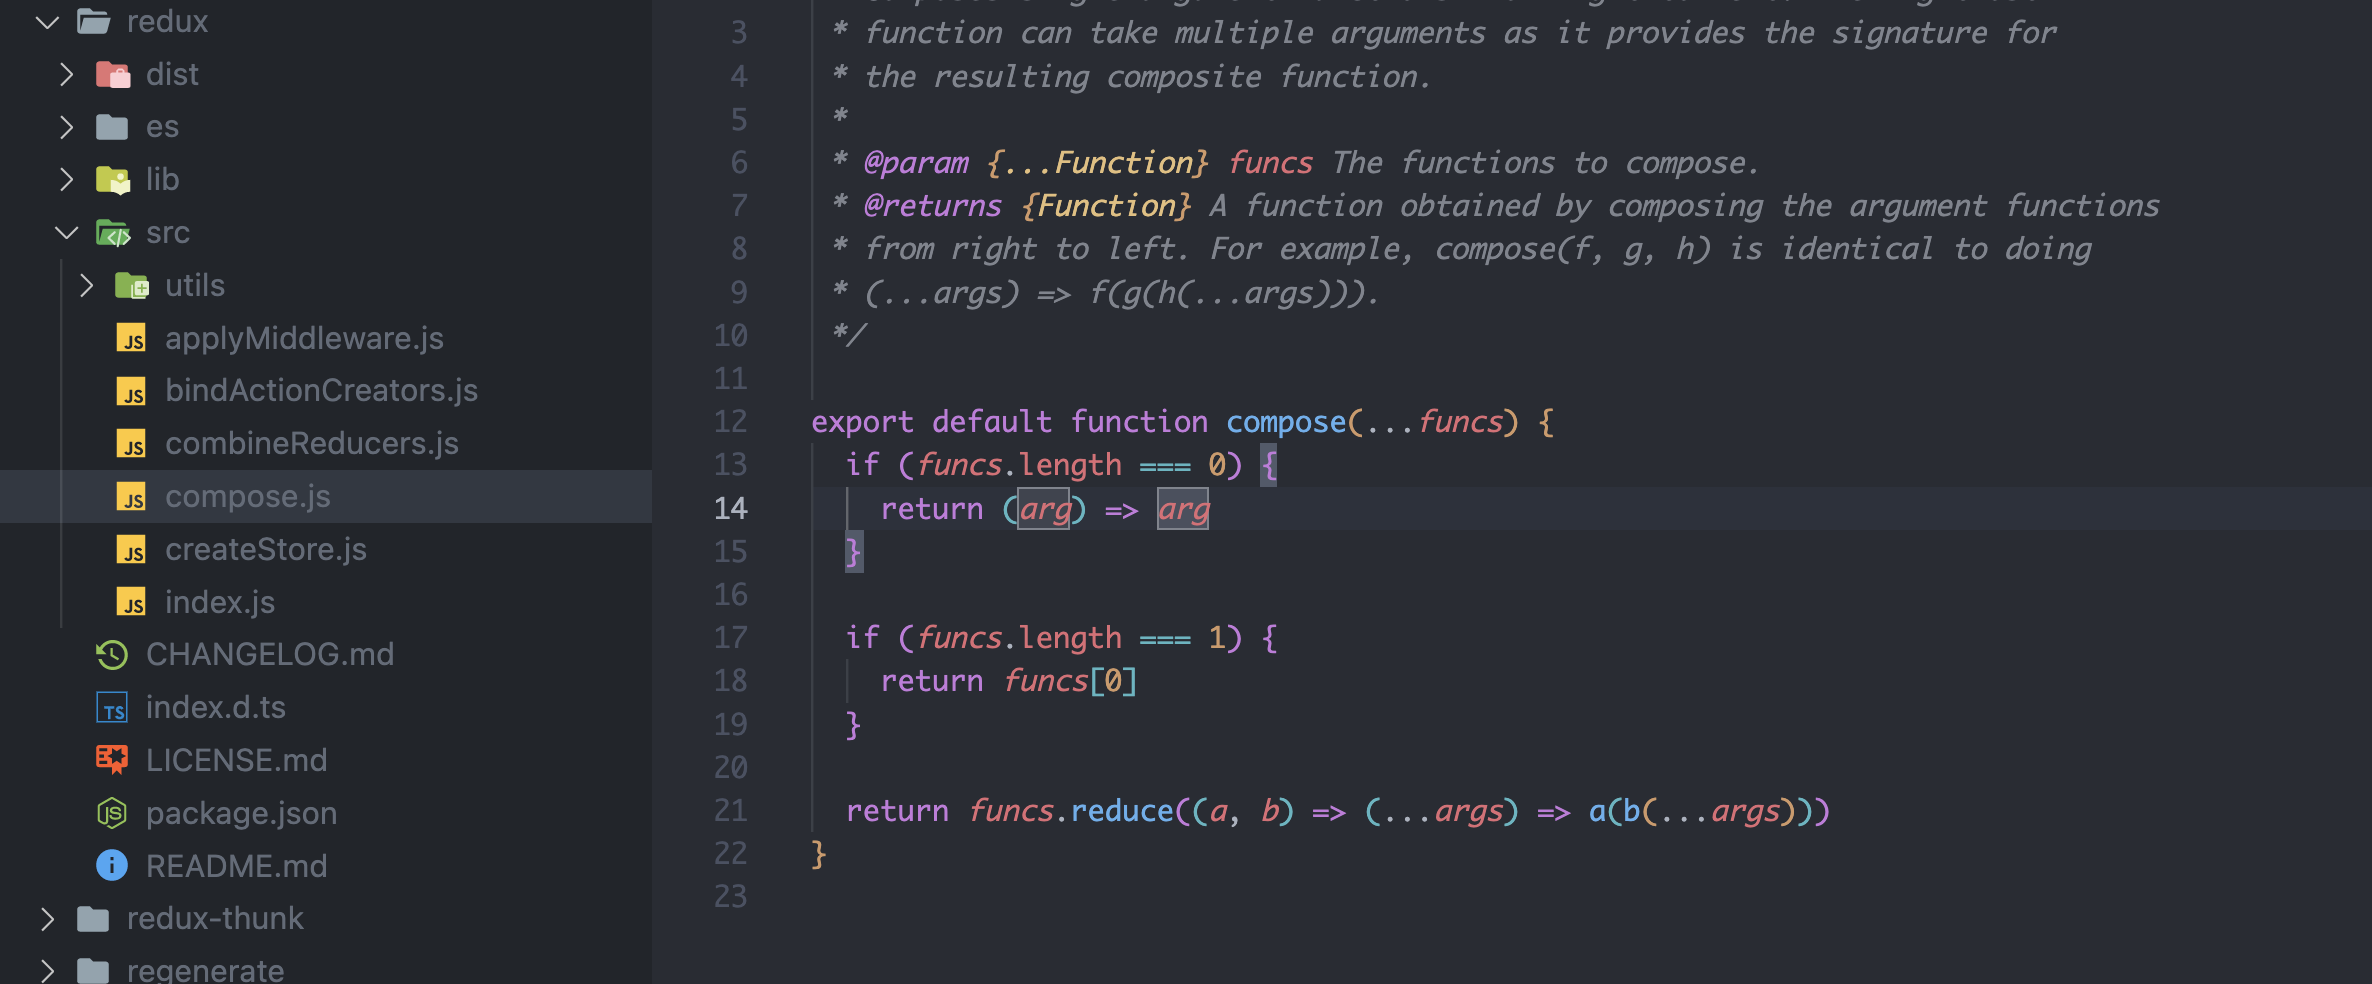 redux
dist
es
lib
src
utils
applyMiddleware.js
bindActionCreators.js
combineReducers.js
compose.js
createStore.js
index.js
CHANGELOG.md
index.d.ts
LICENSE.md
package.json
README.md
redux-thunk
regenerate
3 * function can take multiple arguments as it provides the signature for
4 * the resulting composite function.
5 *
6 * @param {...Function} funcs The functions to compose.
7 * @returns {Function} A function obtained by composing the argument functions
8 * from right to left. For example, compose(f, g, h) is identical to doing
9 * (...args) => f(g(h(...args))).
10 */
11
12 export default function compose(...funcs) {
13 if (funcs.length === 0) {
14 return (arg) => arg
15 }
16
17 if (funcs.length === 1) {
18 return funcs[0]
19 }
20
21 return funcs.reduce((a, b) => (...args) => a(b(...args)))
22 }
23